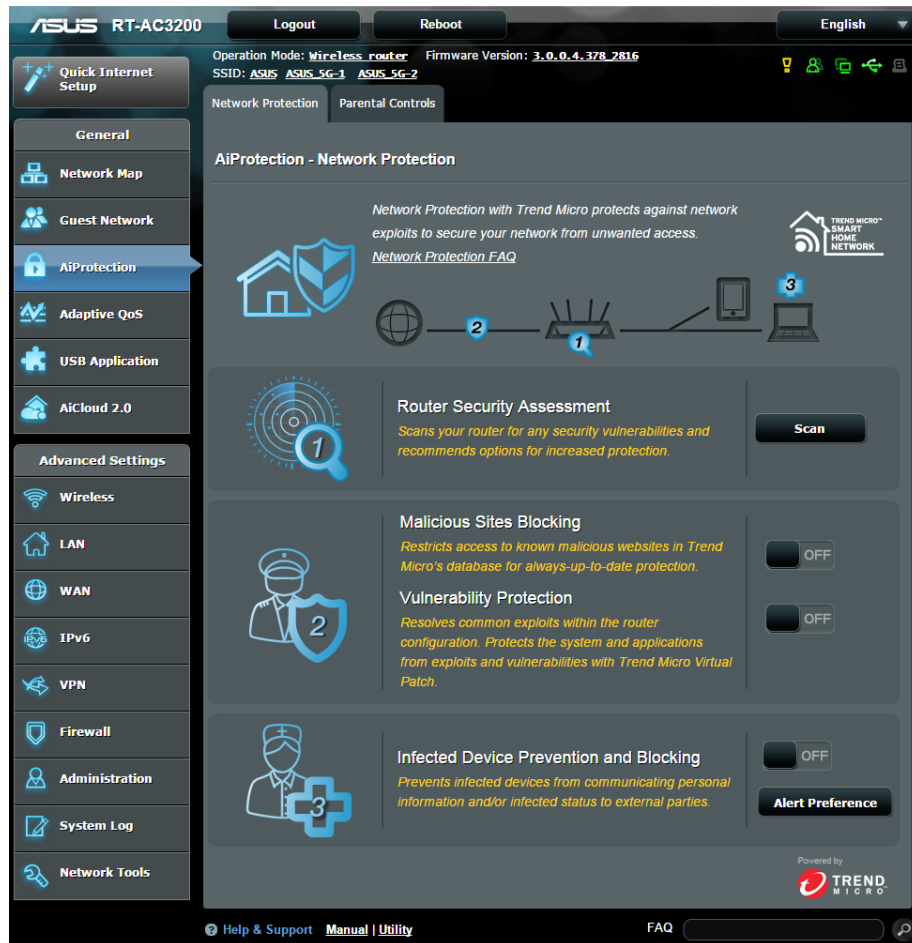 ASUS RT-AC3200
Logout
Reboot
English
Quick Internet
Setup
Operation Mode: Wireless router Firmware Version: 3.0.0.4.378_2816
SSID: ASUS ASUS_5G-1 ASUS_5G-2
Network Protection
Parental Controls
General
Network Map
Guest Network
AiProtection
Adaptive QoS
USB Application
AiCloud 2.0
Advanced Settings
Wireless
LAN
WAN
IPv6
IPv6
VPN
Firewall
Administration
System Log
Network Tools
AiProtection - Network Protection
Network Protection with Trend Micro protects against network
exploits to secure your network from unwanted access.
Network Protection FAQ
TREND MICRO™
SMART
HOME
NETWORK
2
1
3
1
Router Security Assessment
Scans your router for any security vulnerabilities and
recommends options for increased protection.
Scan
2
Malicious Sites Blocking
Restricts access to known malicious websites in Trend
Micro's database for always-up-to-date protection.
OFF
Vulnerability Protection
Resolves common exploits within the router
configuration. Protects the system and applications
from exploits and vulnerabilities with Trend Micro Virtual
Patch.
OFF
3
Infected Device Prevention and Blocking
Prevents infected devices from communicating personal
information and/or infected status to external parties.
OFF
Alert Preference
Powered by
TREND
MICRO
Help & Support Manual | Utility
FAQ